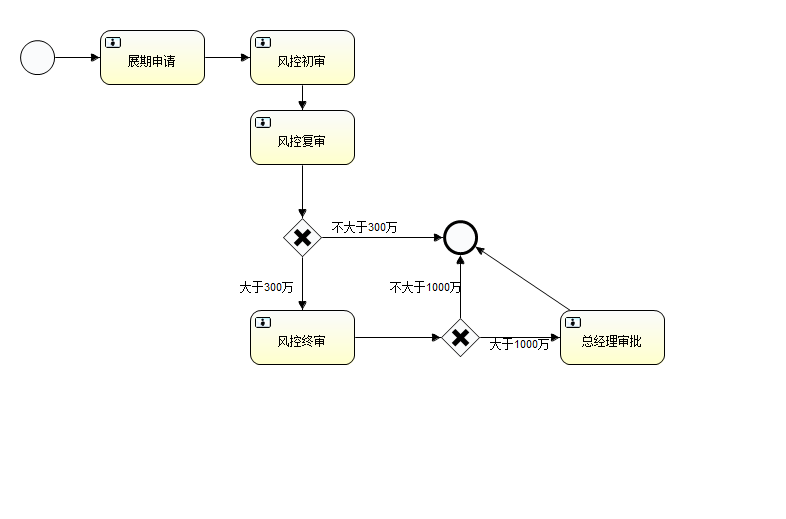 展期申请
风控初审
风控复审
不大于300万
大于300万
不大于1000万
风控终审
大于1000万
总经理审批